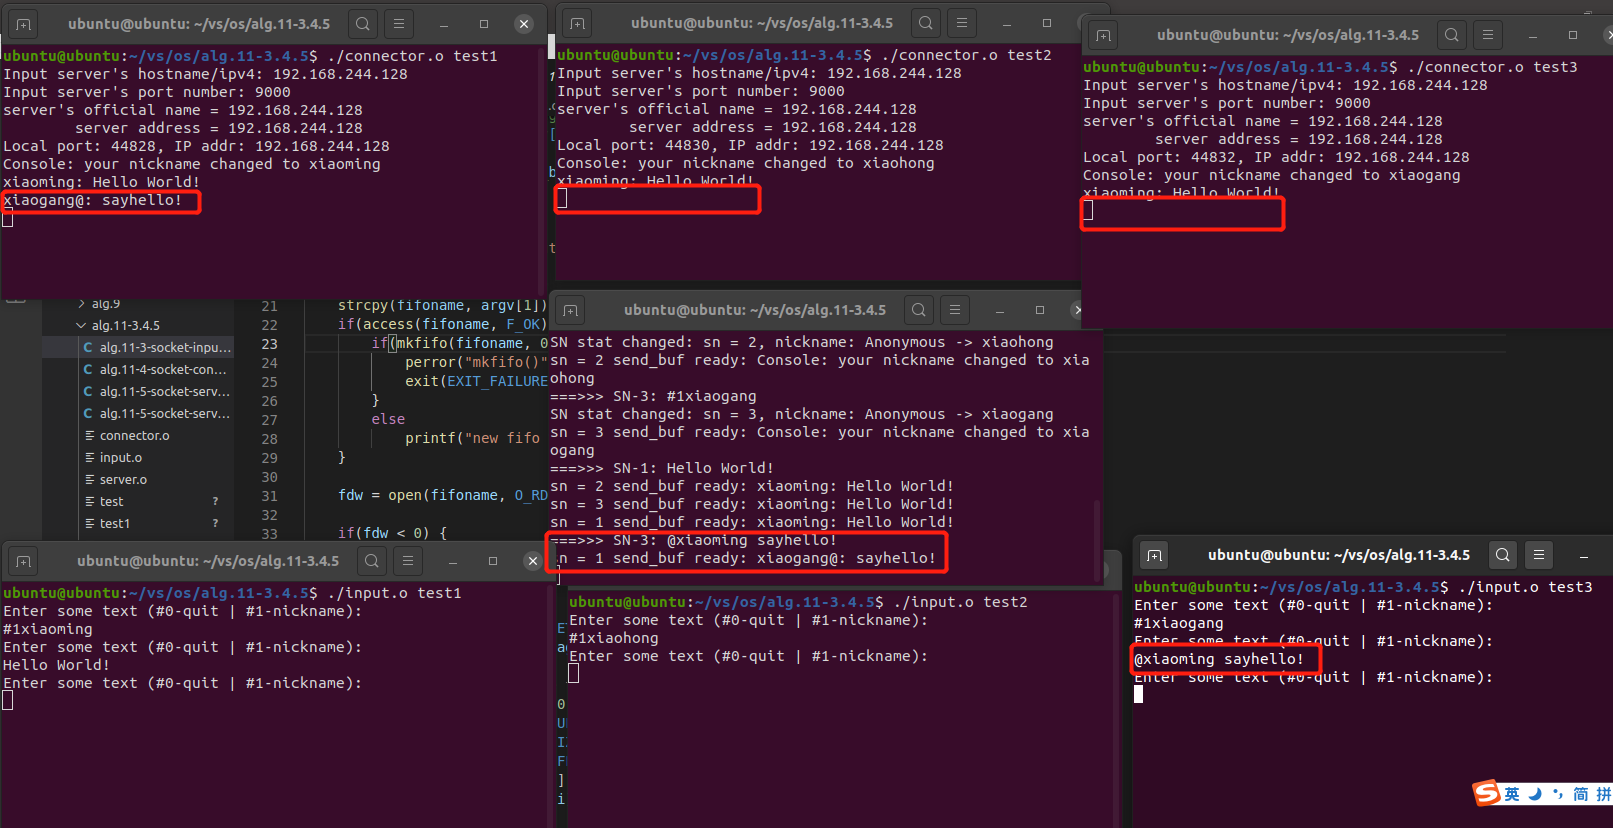 ubuntu@ubuntu: ~/vs/os/alg.11-3.4.5
ubuntu@ubuntu:~/vs/os/alg.11-3.4.5$ ./connector.o test1
Input server's hostname/ipv4: 192.168.244.128
Input server's port number: 9000
server's official name = 192.168.244.128
server address = 192.168.244.128
Local port: 44828, IP addr: 192.168.244.128
Console: your nickname changed to xiaoming
xiaoming: Hello World!
xiaogang@: sayhello!
ubuntu@ubuntu: ~/vs/os/alg.11-3.4.5
ubuntu@ubuntu:~/vs/os/alg.11-3.4.5$ ./connector.o test2
Input server's hostname/ipv4: 192.168.244.128
Input server's port number: 9000
server's official name = 192.168.244.128
server address = 192.168.244.128
Local port: 44830, IP addr: 192.168.244.128
Console: your nickname changed to xiaohong
xiaoming: Hello World!
ubuntu@ubuntu: ~/vs/os/alg.11-3.4.5
ubuntu@ubuntu:~/vs/os/alg.11-3.4.5$ ./connector.o test3
Input server's hostname/ipv4: 192.168.244.128
Input server's port number: 9000
server's official name = 192.168.244.128
server address = 192.168.244.128
Local port: 44832, IP addr: 192.168.244.128
Console: your nickname changed to xiaogang
xiaoming: Hello World!
alg.9
alg.11-3.4.5
C alg.11-3-socket-inpu...
C alg.11-4-socket-con...
C alg.11-5-socket-serv...
C alg.11-5-socket-serv...
connector.o
input.o
server.o
test ?
test1 ?
21 strcpy(fifoname, argv[1])
22 if(access(fifoname, F_OK)
23 if(mkfifo(fifoname, 0
24 perror("mkfifo()"
25 exit(EXIT_FAILURE
26 }
27 else
28 printf("new fifo
29 }
30
31 fdw = open(fifoname, O_RD
32
33 if(fdw < 0) {
ubuntu@ubuntu: ~/vs/os/alg.11-3.4.5
SN stat changed: sn = 2, nickname: Anonymous -> xiaohong
sn = 2 send_buf ready: Console: your nickname changed to xia
ohong
===>>> SN-3: #1xiaogang
SN stat changed: sn = 3, nickname: Anonymous -> xiaogang
sn = 3 send_buf ready: Console: your nickname changed to xia
ogang
===>>> SN-1: Hello World!
sn = 2 send_buf ready: xiaoming: Hello World!
sn = 3 send_buf ready: xiaoming: Hello World!
sn = 1 send_buf ready: xiaoming: Hello World!
===>>> SN-3: @xiaoming sayhello!
sn = 1 send_buf ready: xiaogang@: sayhello!
ubuntu@ubuntu: ~/vs/os/alg.11-3.4.5
ubuntu@ubuntu:~/vs/os/alg.11-3.4.5$ ./input.o test1
Enter some text (#0-quit | #1-nickname):
#1xiaoming
Enter some text (#0-quit | #1-nickname):
Hello World!
Enter some text (#0-quit | #1-nickname):
ubuntu@ubuntu:~/vs/os/alg.11-3.4.5$ ./input.o test2
Enter some text (#0-quit | #1-nickname):
#1xiaohong
Enter some text (#0-quit | #1-nickname):
ubuntu@ubuntu: ~/vs/os/alg.11-3.4.5
ubuntu@ubuntu:~/vs/os/alg.11-3.4.5$ ./input.o test3
Enter some text (#0-quit | #1-nickname):
#1xiaogang
Enter some text (#0-quit | #1-nickname):
@xiaoming sayhello!
Enter some text (#0-quit | #1-nickname):
S 英 简 拼